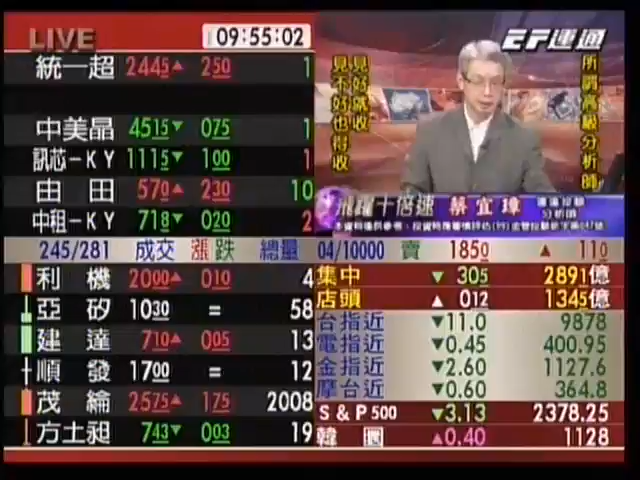 LIVE 09:55:02
統一超 2445▲ 250 1
中美晶 4515▼ 075 1
訊芯-KY 1115▼ 100 1
由田 570▲ 230 10
中租-KY 718▼ 020 2
245/281 成交 漲跌 總量
利機 2000▲ 010 4
亞矽 1030 = 58
建達 710▲ 005 13
順發 1700 = 12
茂綸 2575▲ 175 2008
方土昶 743▼ 003 19
EF連通
所謂高級分析師
見好就收
見不好也得收
飛躍十倍速 蔡宜璋
分析師
04/10000 賣 1850 ▲ 110
集中 ▼ 305 2891億
店頭 ▲ 012 1345億
台指近 ▼11.0 9878
電指近 ▼0.45 400.95
金指近 ▼2.60 1127.6
摩台近 ▼0.60 364.8
S&P500 ▼3.13 2378.25
韓圜 ▲0.40 1128